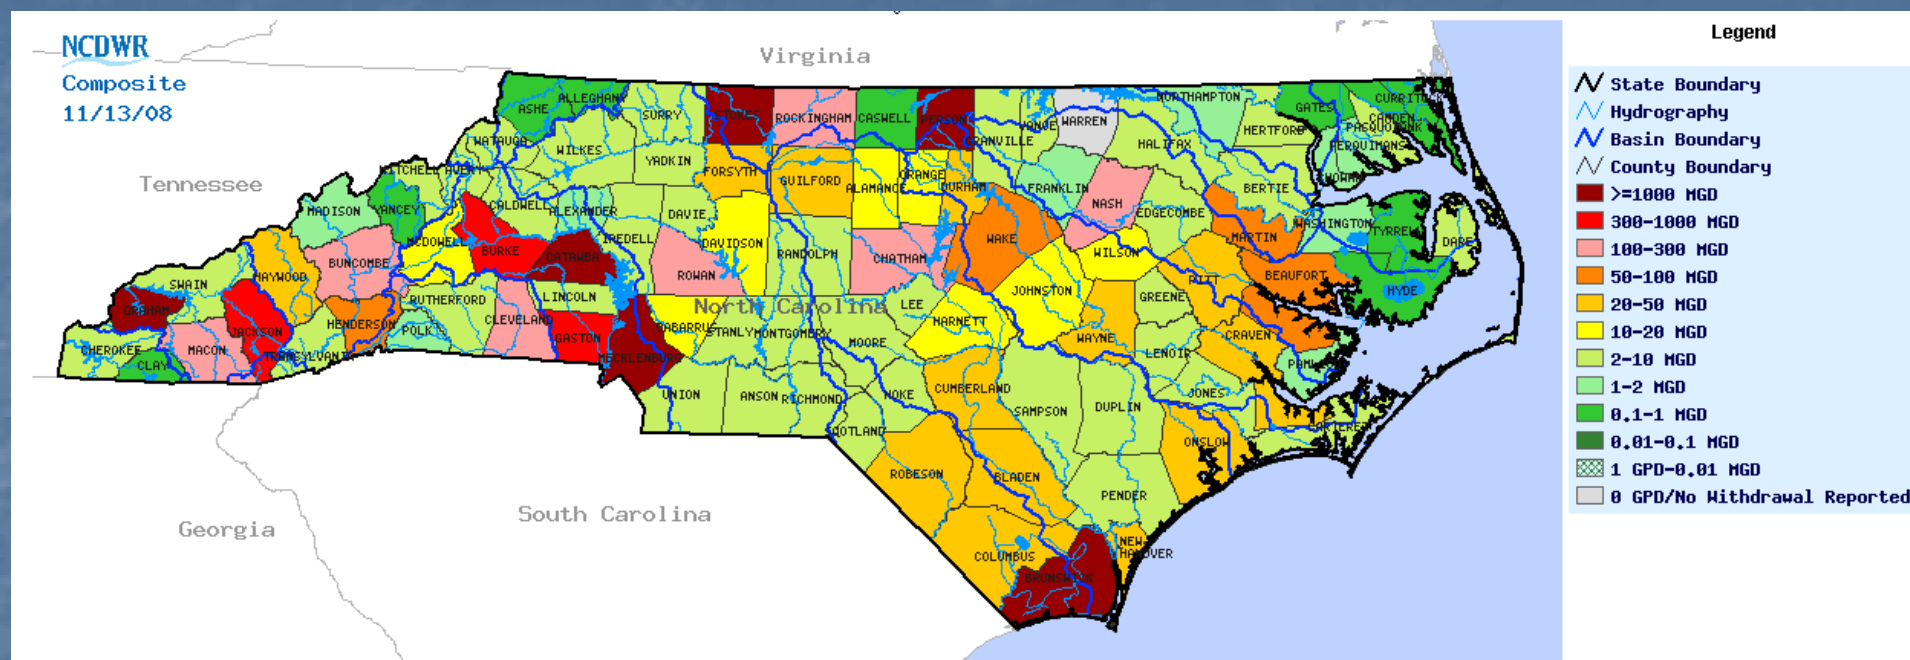 NCDWR
Composite
11/13/08
Virginia
Tennessee
North Carolina
South Carolina
Georgia
ASHE
ALLEGHANY
SURRY
STOKES
ROCKINGHAM
CASWELL
PERSON
GRANVILLE
VANCE
WARREN
NORTHAMPTON
HERTFORD
GATES
CURRITUCK
CAMDEN
PASQUOTANK
PERQUIMANS
CHOWAN
WATAUGA
WILKES
YADKIN
FORSYTH
GUILFORD
ALAMANCE
ORANGE
DURHAM
FRANKLIN
HALIFAX
BERTIE
MITCHELL
AVERY
MADISON
YANCEY
CALDWELL
ALEXANDER
IREDELL
DAVIE
DAVIDSON
RANDOLPH
CHATHAM
WAKE
NASH
EDGECOMBE
MARTIN
WASHINGTON
TYRRELL
DARE
MCDOWELL
BURKE
CATAWBA
ROWAN
BUNCOMBE
HAYWOOD
SWAIN
GRAHAM
JACKSON
MACON
CHEROKEE
CLAY
TRANSYLVANIA
HENDERSON
POLK
RUTHERFORD
CLEVELAND
LINCOLN
GASTON
MECKLENBURG
CABARRUS
STANLY
MONTGOMERY
MOORE
LEE
HARNETT
JOHNSTON
WILSON
GREENE
PITT
BEAUFORT
HYDE
WAYNE
LENOIR
CRAVEN
PAMLICO
JONES
CARTERET
UNION
ANSON
RICHMOND
HOKE
SCOTLAND
CUMBERLAND
SAMPSON
DUPLIN
ONSLOW
ROBESON
BLADEN
PENDER
COLUMBUS
NEW
HANOVER
BRUNSWICK
Legend
State Boundary
Hydrography
Basin Boundary
County Boundary
>=1000 MGD
300-1000 MGD
100-300 MGD
50-100 MGD
20-50 MGD
10-20 MGD
2-10 MGD
1-2 MGD
0.1-1 MGD
0.01-0.1 MGD
1 GPD-0.01 MGD
0 GPD/No Withdrawal Reported